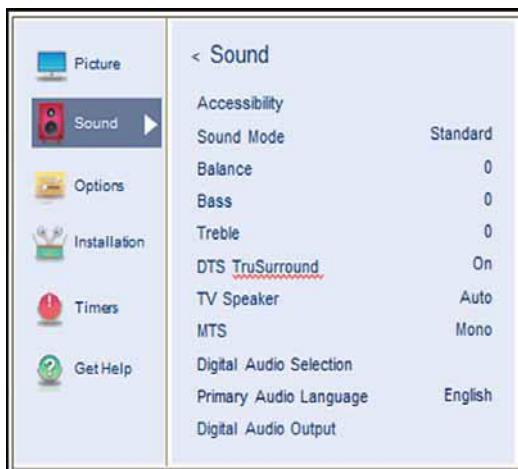 Picture
Sound
Options
Installation
Timers
Get Help
< Sound
Accessibility
Sound Mode Standard
Balance 0
Bass 0
Treble 0
DTS TruSurround On
TV Speaker Auto
MTS Mono
Digital Audio Selection
Primary Audio Language English
Digital Audio Output